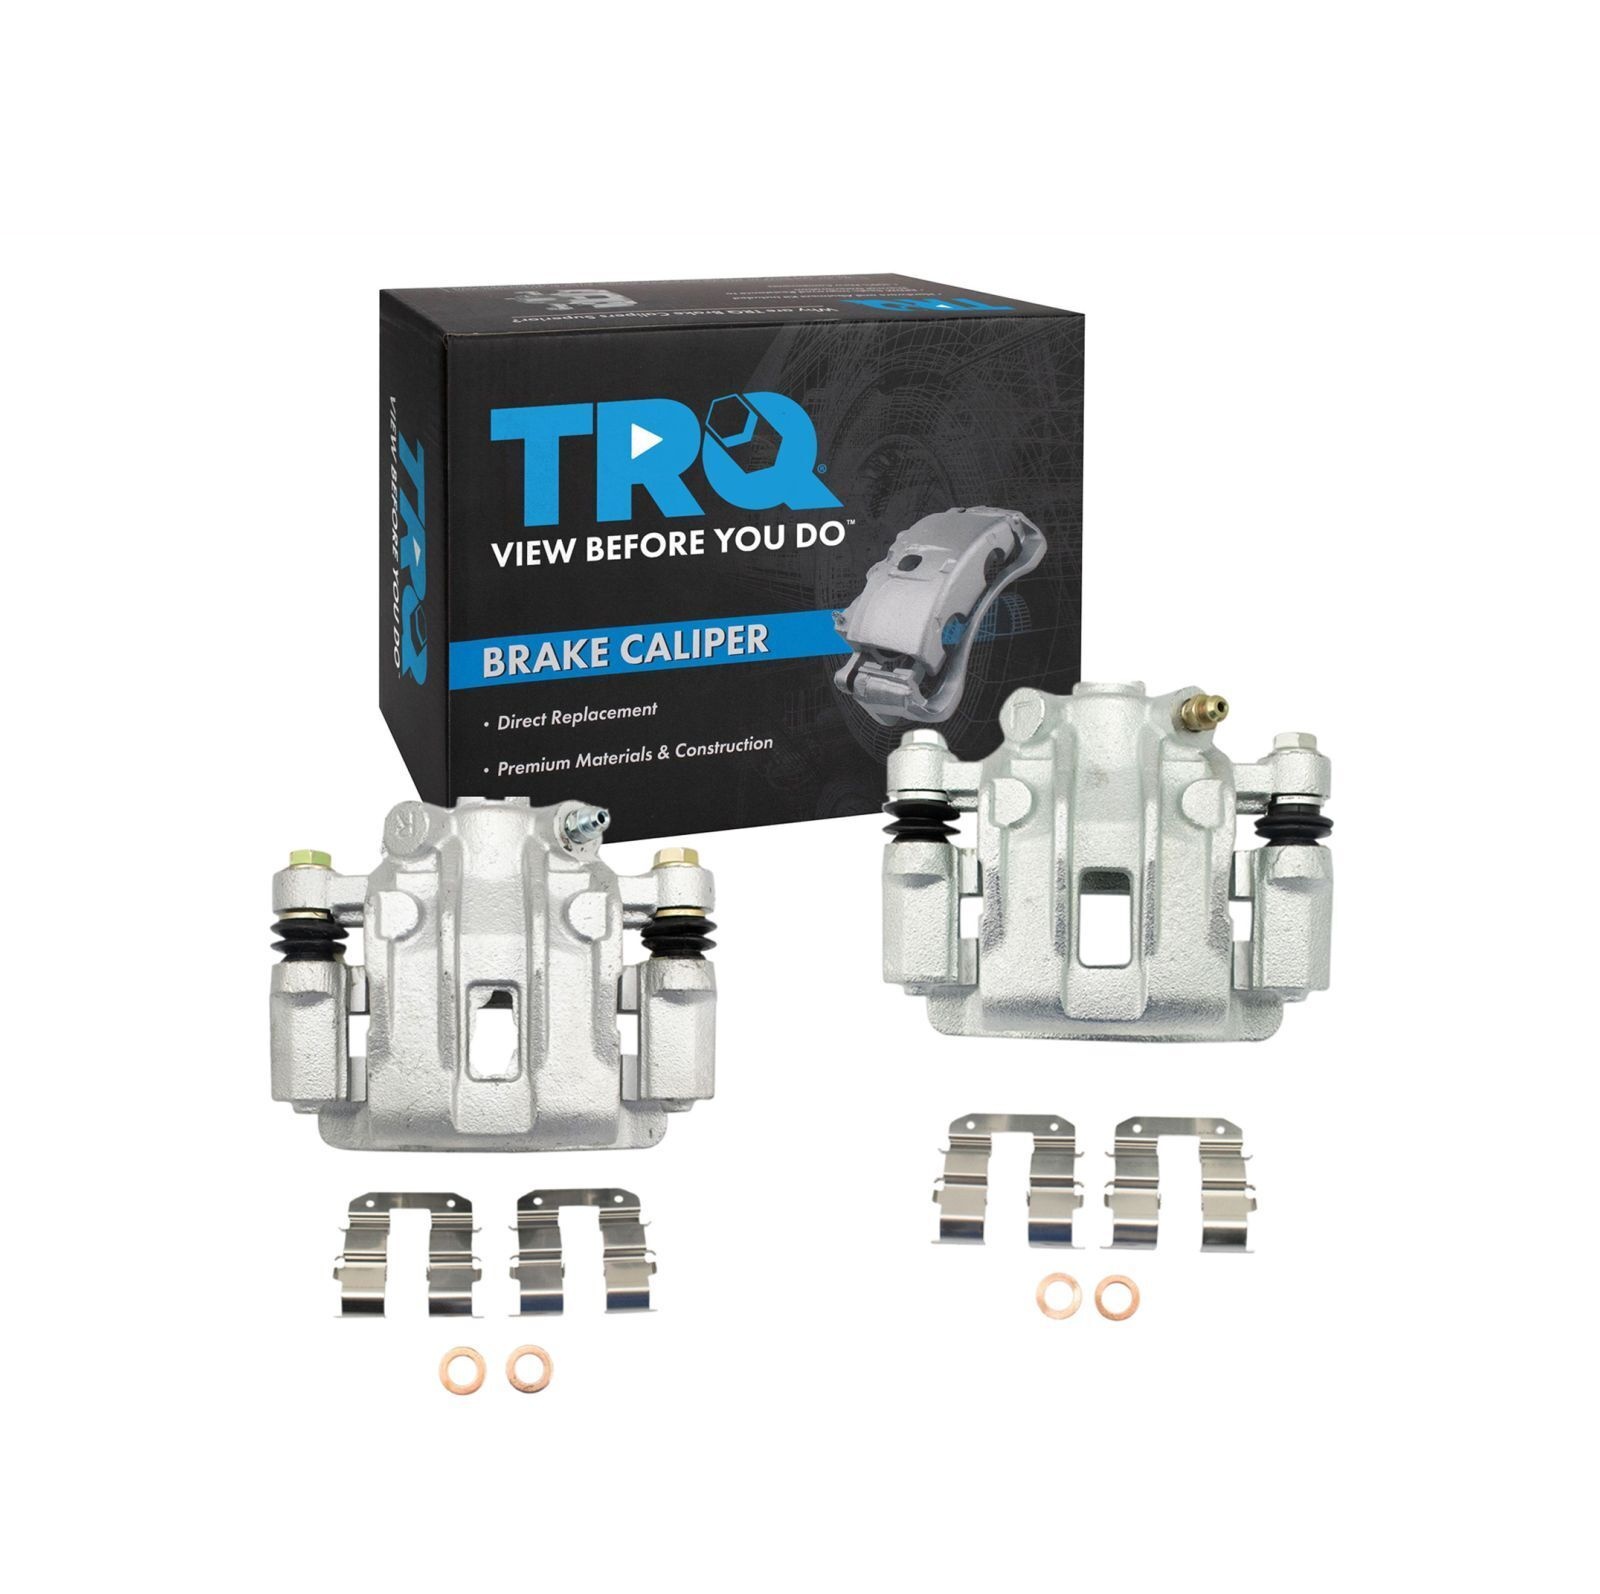 Why are TRQ Brake Calipers Superior?
TRQ
TRQ®
VIEW BEFORE YOU DO™
BRAKE CALIPER
• Direct Replacement
• Premium Materials & Construction
TRQ
VIEW BEFORE YOU DO
R